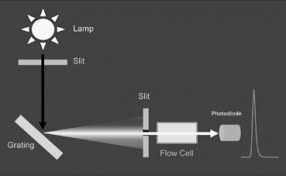 Lamp
Slit
Slit
Photodiode
Grating
Flow Cell